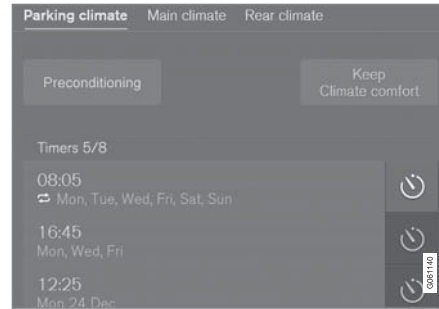 Parking climate Main climate Rear climate
Preconditioning
Keep
Climate comfort
Timers 5/8
08:05
Mon, Tue, Wed, Fri, Sat, Sun
16:45
Mon, Wed, Fri
12:25
Mon 24 Dec
G061140